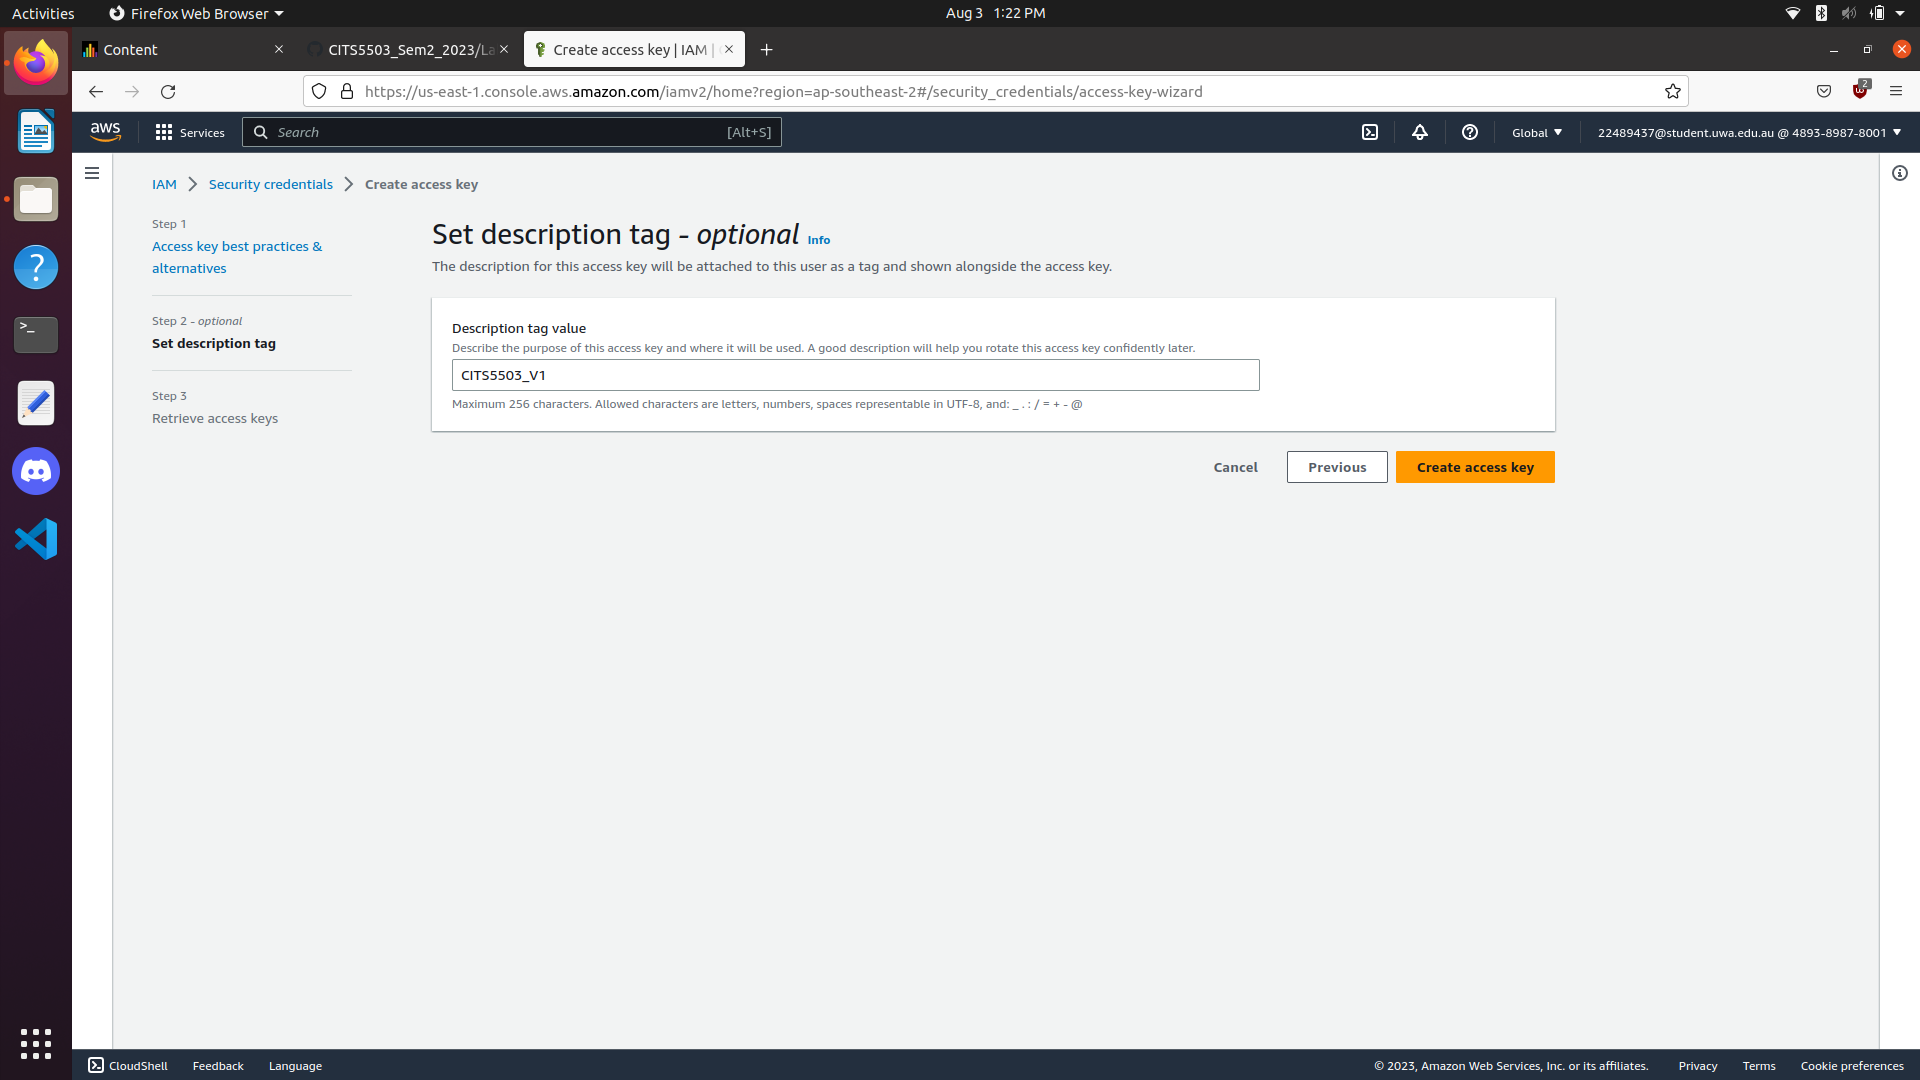 Activities
Firefox Web Browser
Aug 3 1:22 PM
Content
CITS5503_Sem2_2023/La
Create access key | IAM |
https://us-east-1.console.aws.amazon.com/iamv2/home?region=ap-southeast-2#/security_credentials/access-key-wizard
2
aws
Services
Search
[Alt+S]
Global
22489437@student.uwa.edu.au @ 4893-8987-8001
IAM
Security credentials
Create access key
Step 1
Access key best practices &
alternatives
Step 2 - optional
Set description tag
Step 3
Retrieve access keys
Set description tag - optional Info
The description for this access key will be attached to this user as a tag and shown alongside the access key.
Description tag value
Describe the purpose of this access key and where it will be used. A good description will help you rotate this access key confidently later.
CITS5503_V1
Maximum 256 characters. Allowed characters are letters, numbers, spaces representable in UTF-8, and: _ . : / = + - @
Cancel
Previous
Create access key
CloudShell
Feedback
Language
© 2023, Amazon Web Services, Inc. or its affiliates.
Privacy
Terms
Cookie preferences